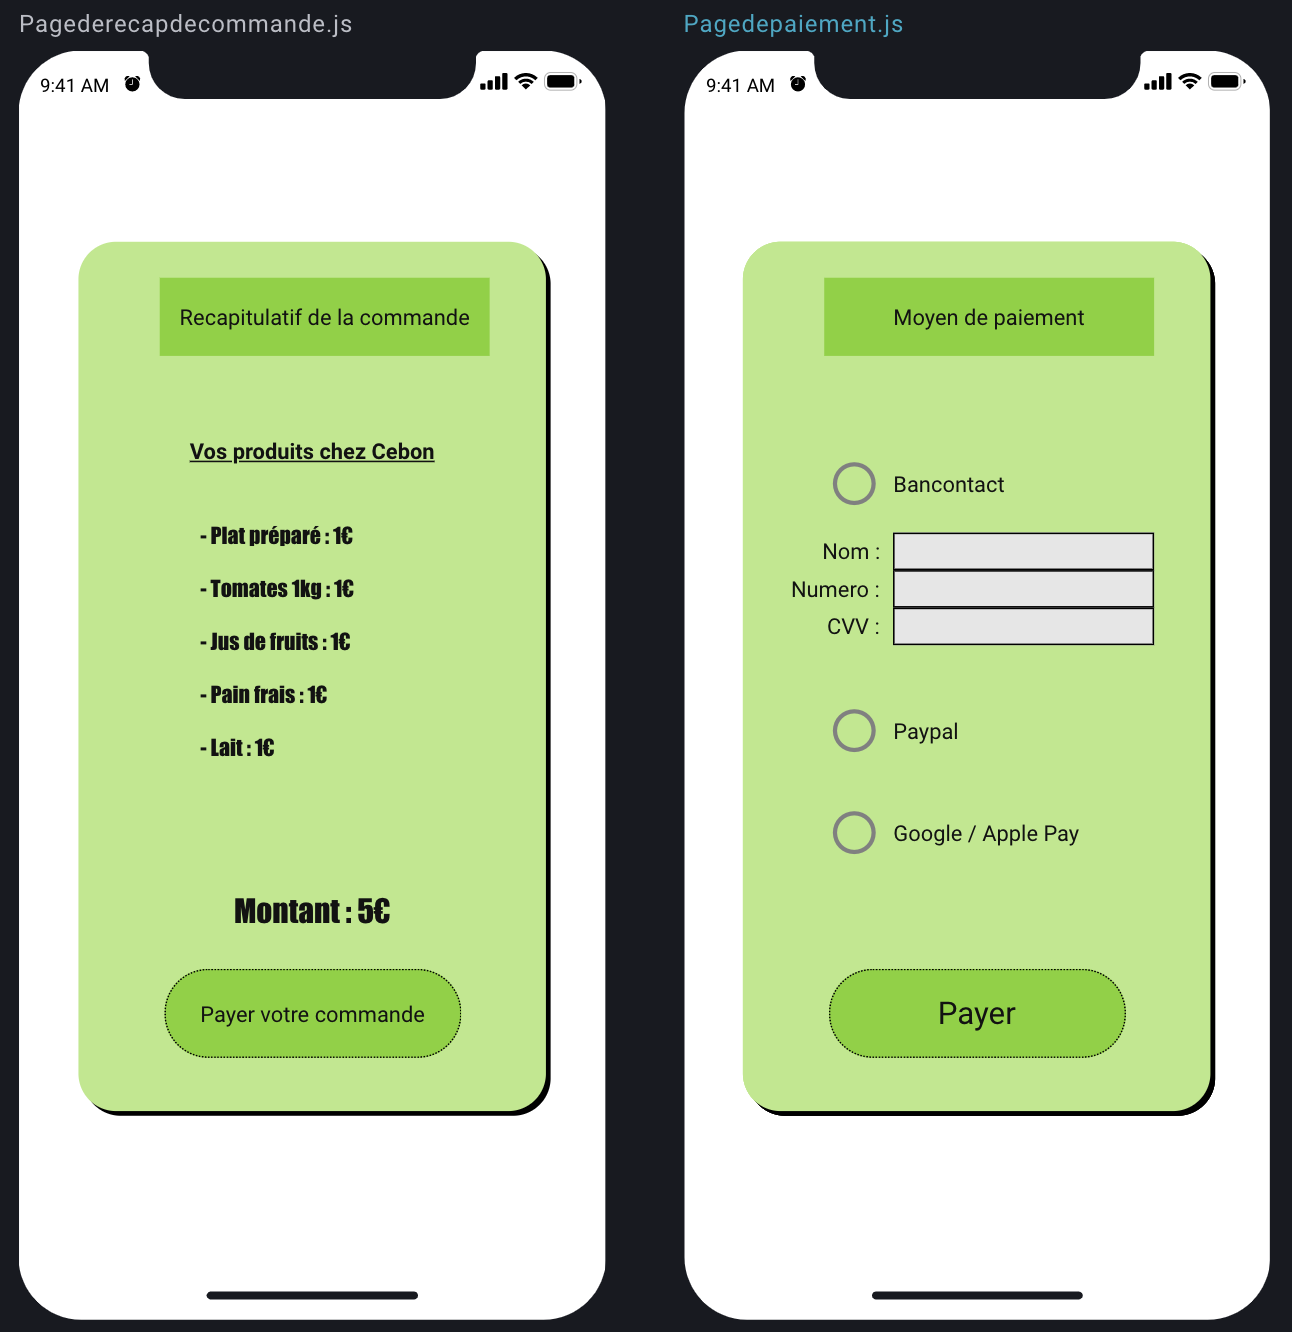 Pagederecapdecommande.js
9:41 AM
Recapitulatif de la commande
Vos produits chez Cebon
- Plat préparé : 1€
- Tomates 1kg : 1€
- Jus de fruits : 1€
- Pain frais : 1€
- Lait : 1€
Montant : 5€
Payer votre commande
Pagedepaiement.js
9:41 AM
Moyen de paiement
Bancontact
Nom :
Numero :
CVV :
Paypal
Google / Apple Pay
Payer